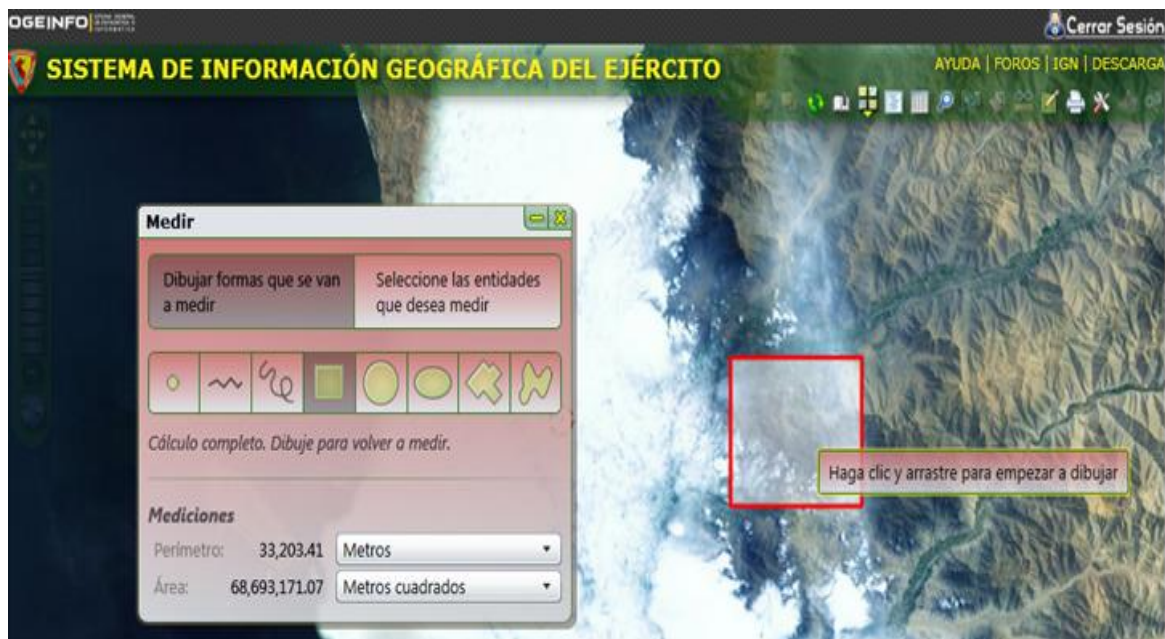 OGEINFO
Cerrar Sesión
SISTEMA DE INFORMACIÓN GEOGRÁFICA DEL EJÉRCITO
AYUDA | FOROS | IGN | DESCARGA
Medir
Dibujar formas que se van
a medir
Seleccione las entidades
que desea medir
Cálculo completo. Dibuje para volver a medir.
Haga clic y arrastre para empezar a dibujar
Mediciones
Perímetro: 33,203.41 Metros
Área: 68,693,171.07 Metros cuadrados